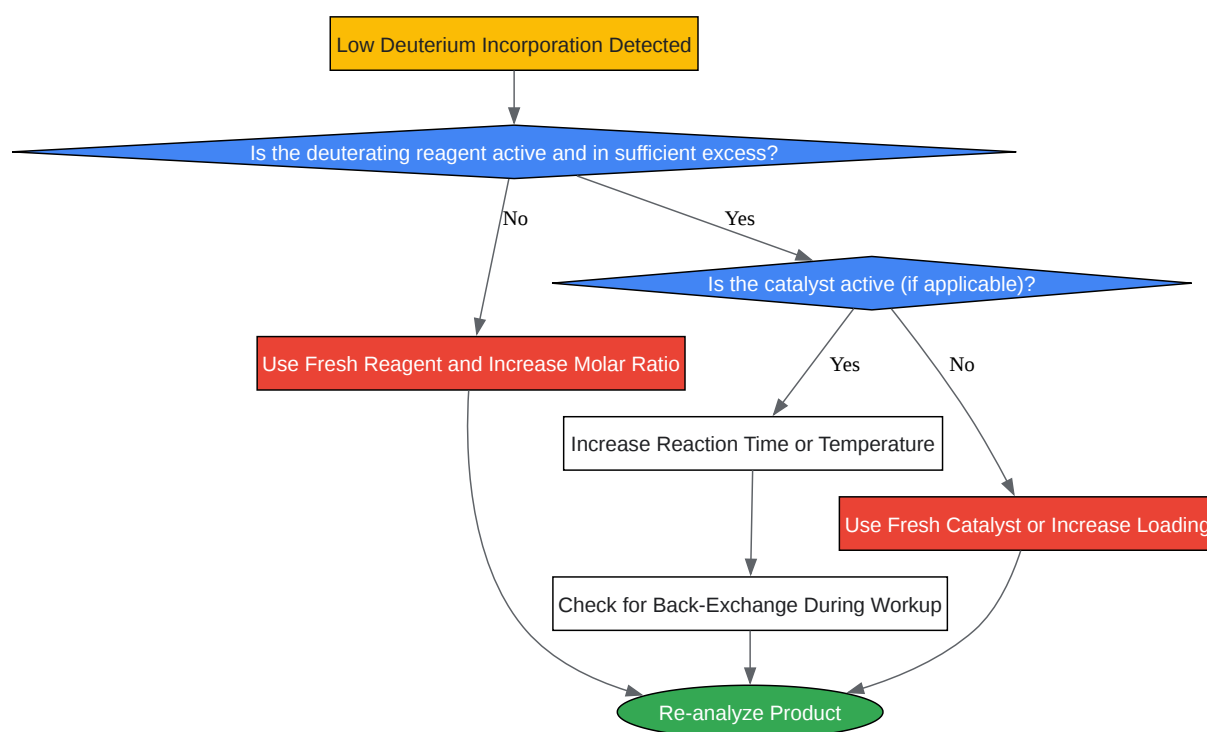 Low Deuterium Incorporation Detected
Is the deuterating reagent active and in sufficient excess?
No
Yes
Is the catalyst active (if applicable)?
Use Fresh Reagent and Increase Molar Ratio
Yes
No
Increase Reaction Time or Temperature
Use Fresh Catalyst or Increase Loading
Check for Back-Exchange During Workup
Re-analyze Product